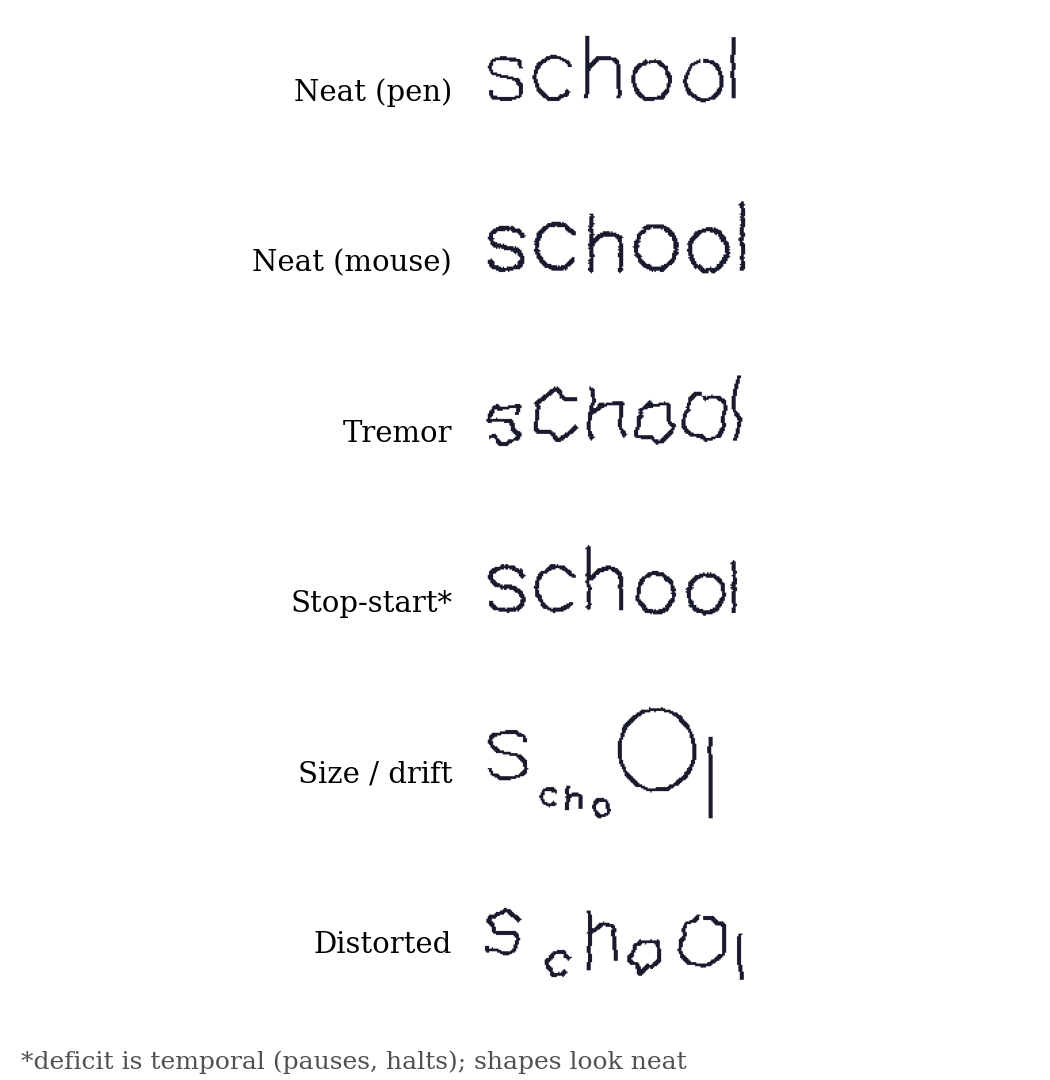 Neat (pen) school
Neat (mouse) school
Tremor school
Stop-start* school
Size / drift school
Distorted school
*deficit is temporal (pauses, halts); shapes look neat